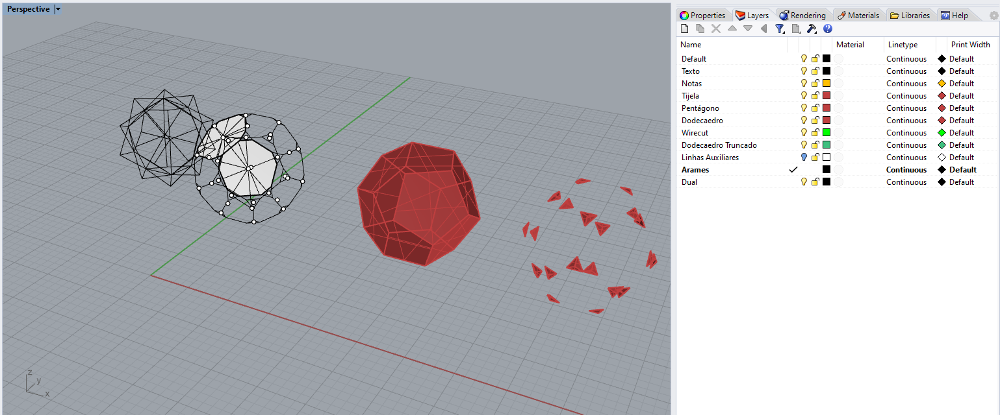 Perspective
Properties Layers Rendering Materials Libraries Help
Name Material Linetype Print Width
Default Continuous Default
Texto Continuous Default
Notas Continuous Default
Tijela Continuous Default
Pentágono Continuous Default
Dodecaedro Continuous Default
Wirecut Continuous Default
Dodecaedro Truncado Continuous Default
Linhas Auxiliares Continuous Default
Arames Continuous Default
Dual Continuous Default
z
y
x